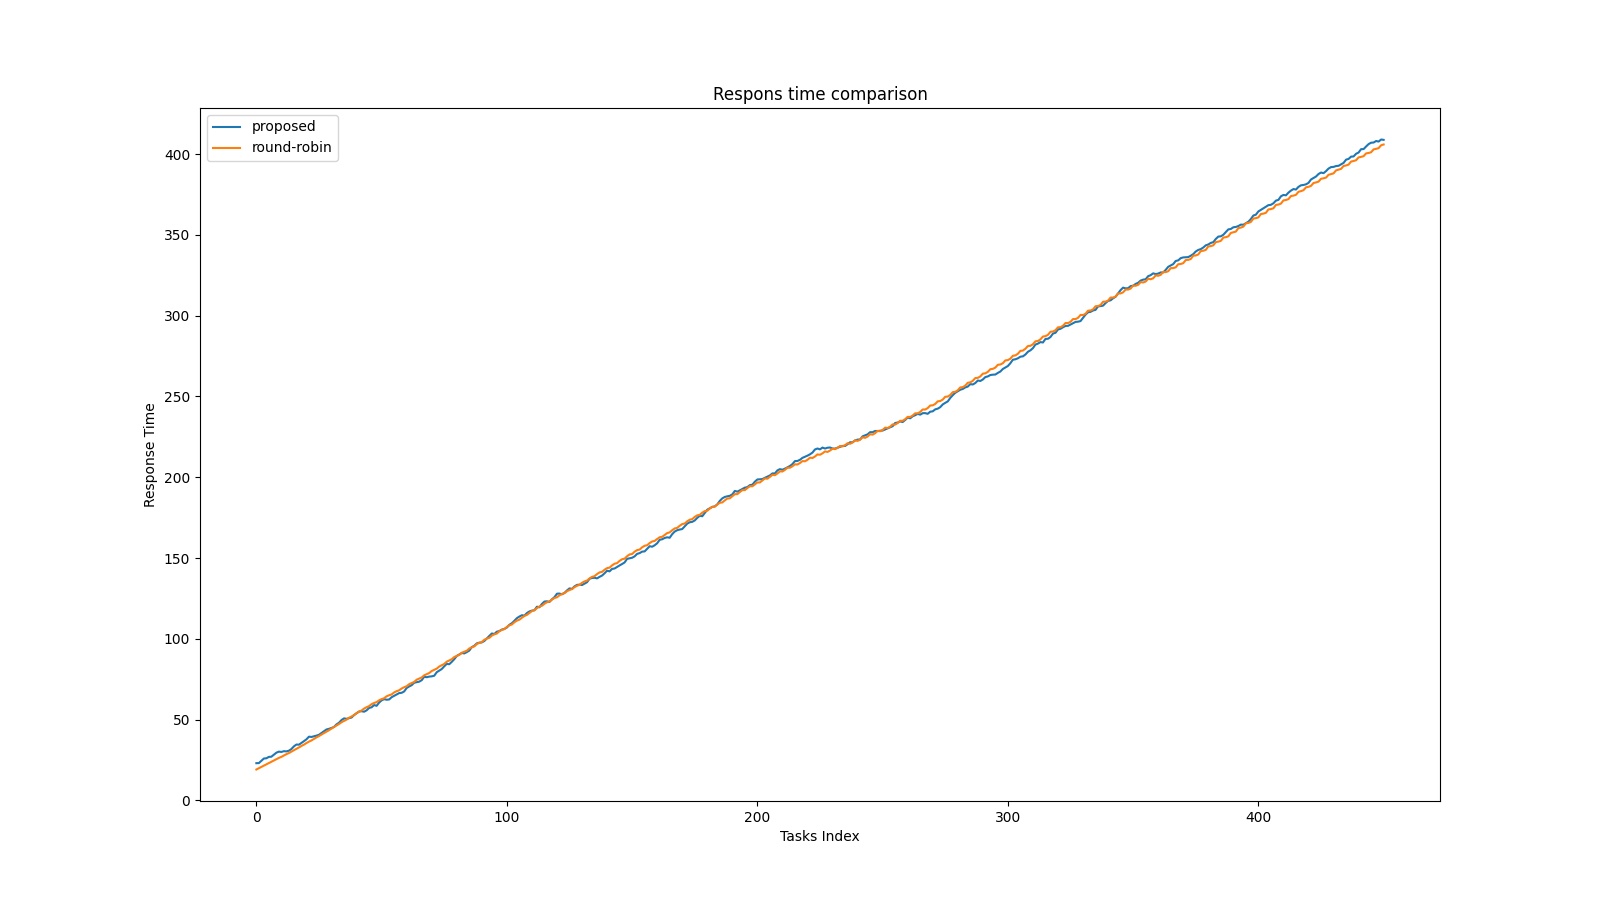 Respons time comparison
proposed
round-robin
400
350
300
250
200
150
100
50
0
Response Time
0 100 200 300 400
Tasks Index